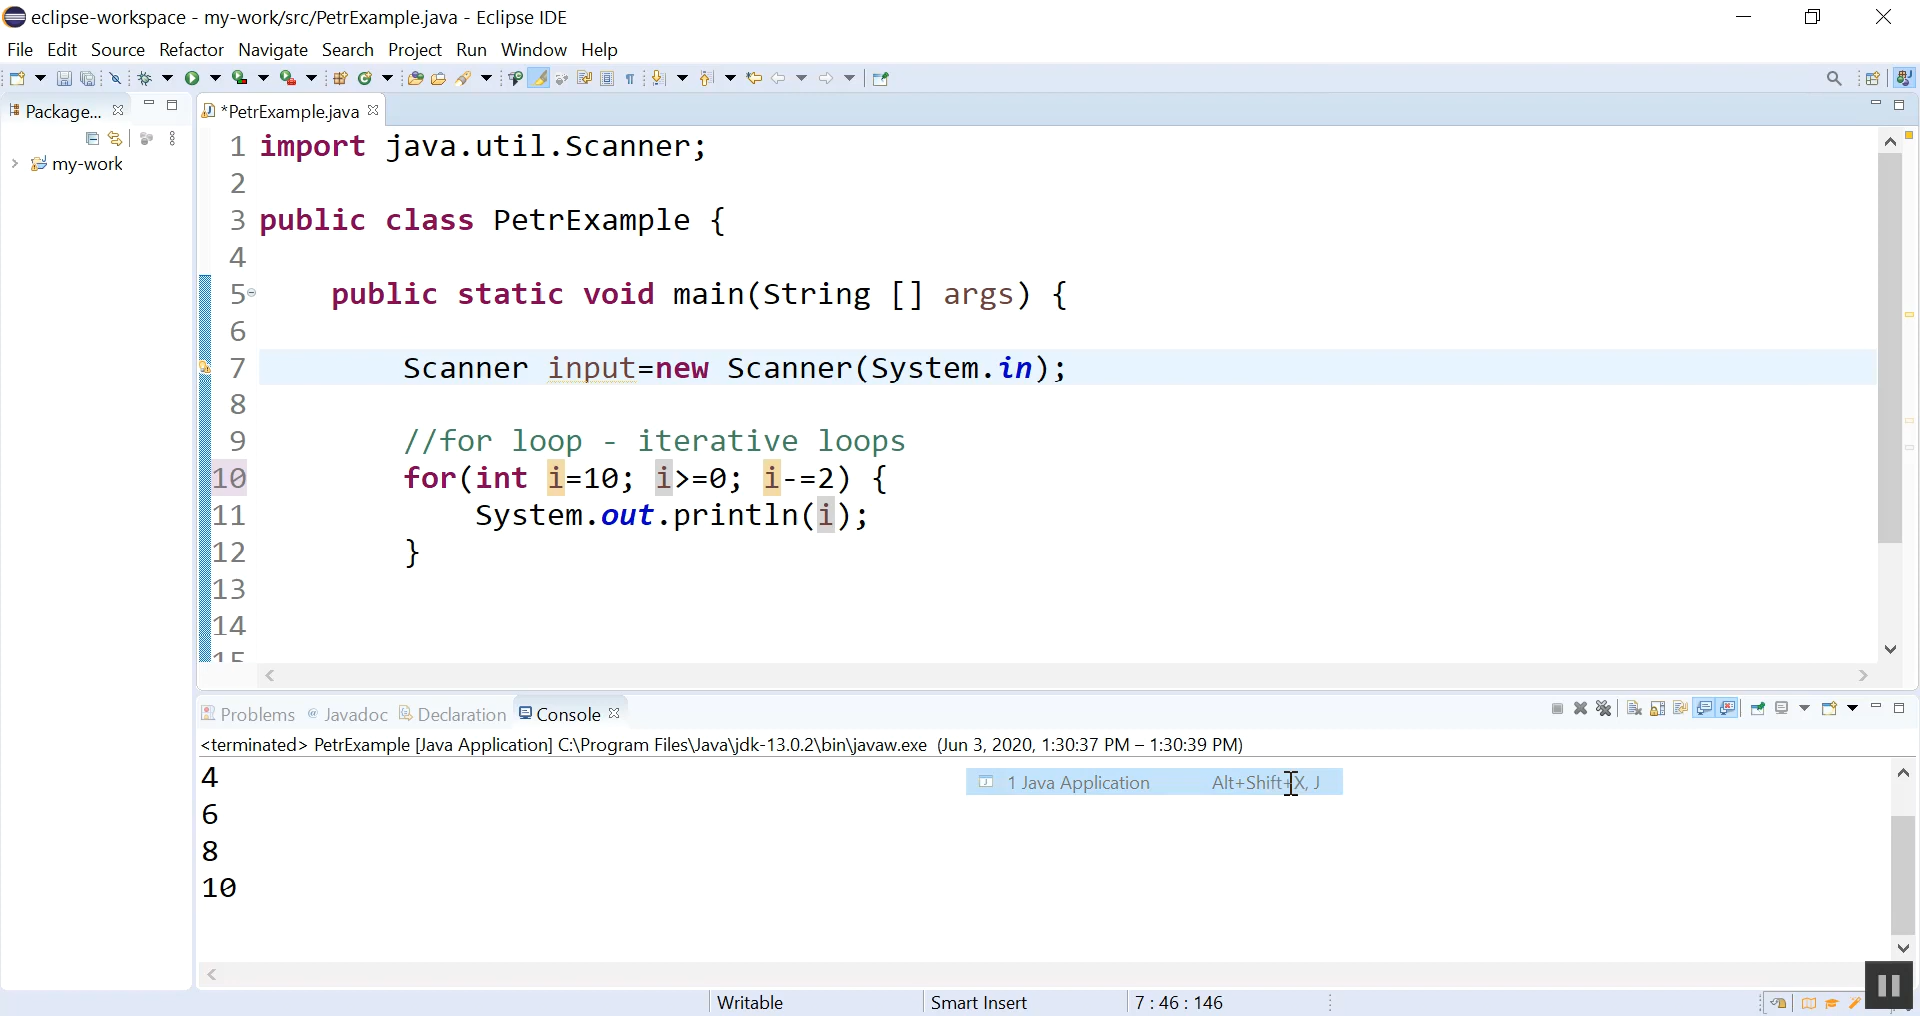 eclipse-workspace - my-work/src/PetrExample.java - Eclipse IDE
File Edit Source Refactor Navigate Search Project Run Window Help
Package... *PetrExample.java
my-work
1 import java.util.Scanner;
2
3 public class PetrExample {
4
5 public static void main(String [] args) {
6
7 Scanner input=new Scanner(System.in);
8
9 //for loop - iterative loops
10 for(int i=10; i>=0; i-=2) {
11 System.out.println(i);
12 }
13
14
15
Problems Javadoc Declaration Console
<terminated> PetrExample [Java Application] C:\Program Files\Java\jdk-13.0.2\bin\javaw.exe (Jun 3, 2020, 1:30:37 PM – 1:30:39 PM)
4
1 Java Application Alt+Shift+X, J
6
8
10
Writable Smart Insert 7 : 46 : 146